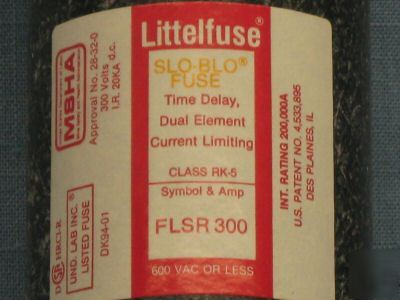 Littelfuse®
SLO-BLO®
FUSE
Time Delay,
Dual Element
Current Limiting
CLASS RK-5
Symbol & Amp
FLSR 300
600 VAC OR LESS
MSHA
Approval No. 28-32-0
300 Volts d.c.
I.R. 20KA
UND. LAB INC.®
LISTED FUSE
DK94-01
HRCI-R
INT. RATING 200,000A
U.S. PATENT NO. 4,533,895
DES PLAINES, IL